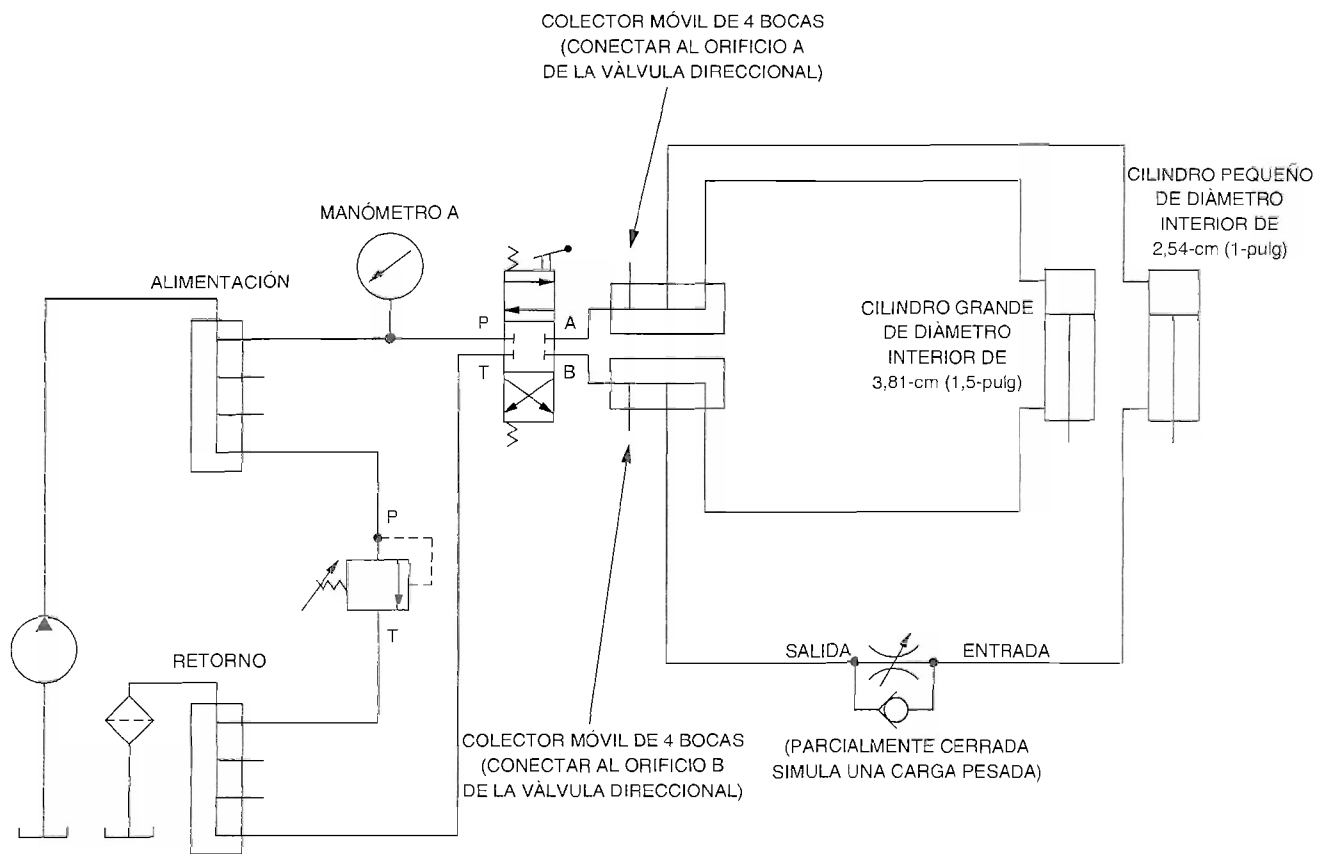 COLECTOR MÓVIL DE 4 BOCAS
(CONECTAR AL ORIFICIO A
DE LA VÀLVULA DIRECCIONAL)
CILINDRO PEQUEÑO
DE DIÀMETRO
INTERIOR DE
2,54-cm (1-pulg)
MANÓMETRO A
ALIMENTACIÓN
P
A
T
B
CILINDRO GRANDE
DE DIÀMETRO
INTERIOR DE
3,81-cm (1,5-pulg)
P
T
RETORNO
SALIDA
ENTRADA
COLECTOR MÓVIL DE 4 BOCAS
(CONECTAR AL ORIFICIO B
DE LA VÀLVULA DIRECCIONAL)
(PARCIALMENTE CERRADA
SIMULA UNA CARGA PESADA)